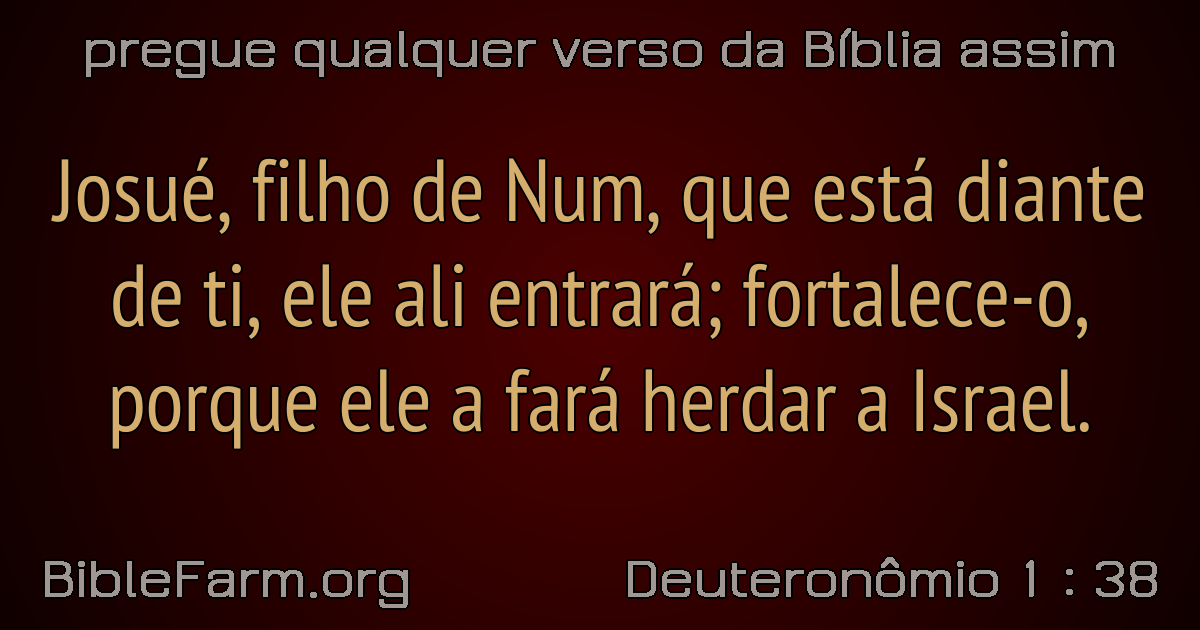 pregue qualquer verso da Bíblia assim
Josué, filho de Num, que está diante
de ti, ele ali entrará; fortalece-o,
porque ele a fará herdar a Israel.
BibleFarm.org
Deuteronômio 1 : 38